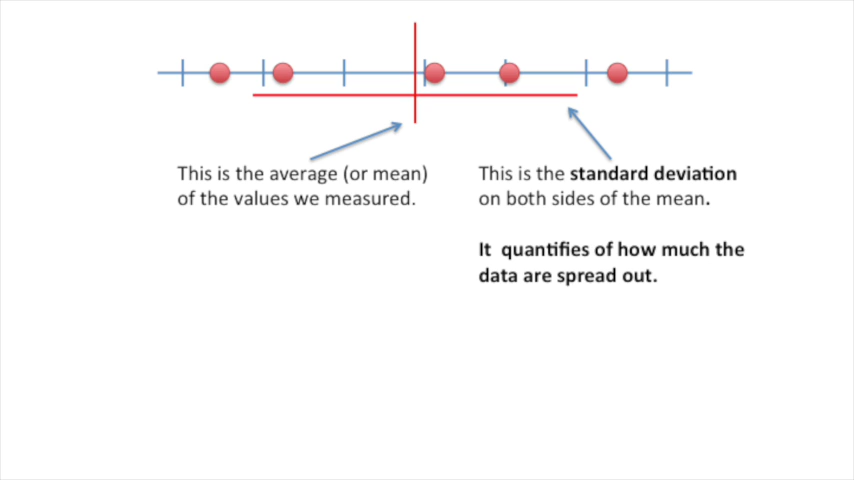 This is the average (or mean)
of the values we measured.
This is the standard deviation
on both sides of the mean.
It quantifies of how much the
data are spread out.